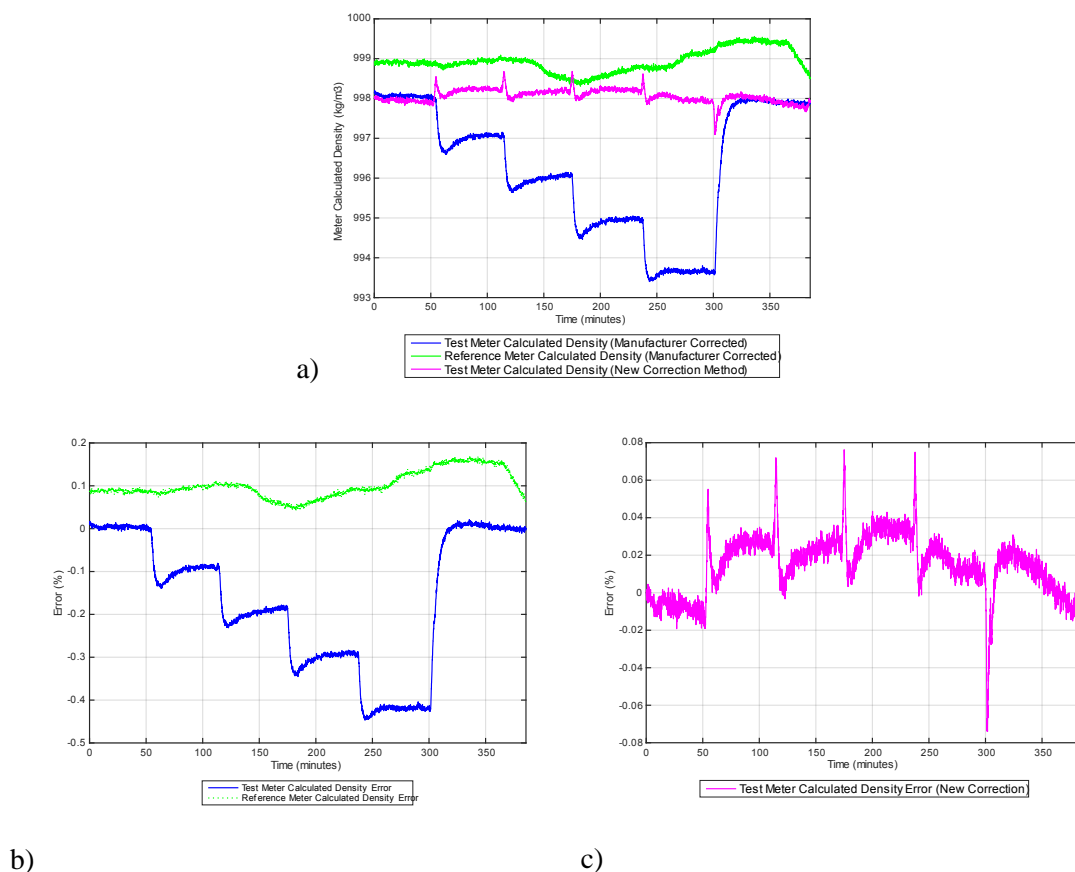 1000
999
998
997
996
995
994
993
Meter Calculated Density (kg/m3)
0 50 100 150 200 250 300 350
Time (minutes)
Test Meter Calculated Density (Manufacturer Corrected)
Reference Meter Calculated Density (Manufacturer Corrected)
Test Meter Calculated Density (New Correction Method)
a)
0.2
0.1
0
-0.1
-0.2
-0.3
-0.4
-0.5
Error (%)
0 50 100 150 200 250 300 350
Time (minutes)
Test Meter Calculated Density Error
Reference Meter Calculated Density Error
b)
0.08
0.06
0.04
0.02
0
-0.02
-0.04
-0.06
-0.08
Error (%)
0 50 100 150 200 250 300 350
Time (minutes)
Test Meter Calculated Density Error (New Correction)
c)